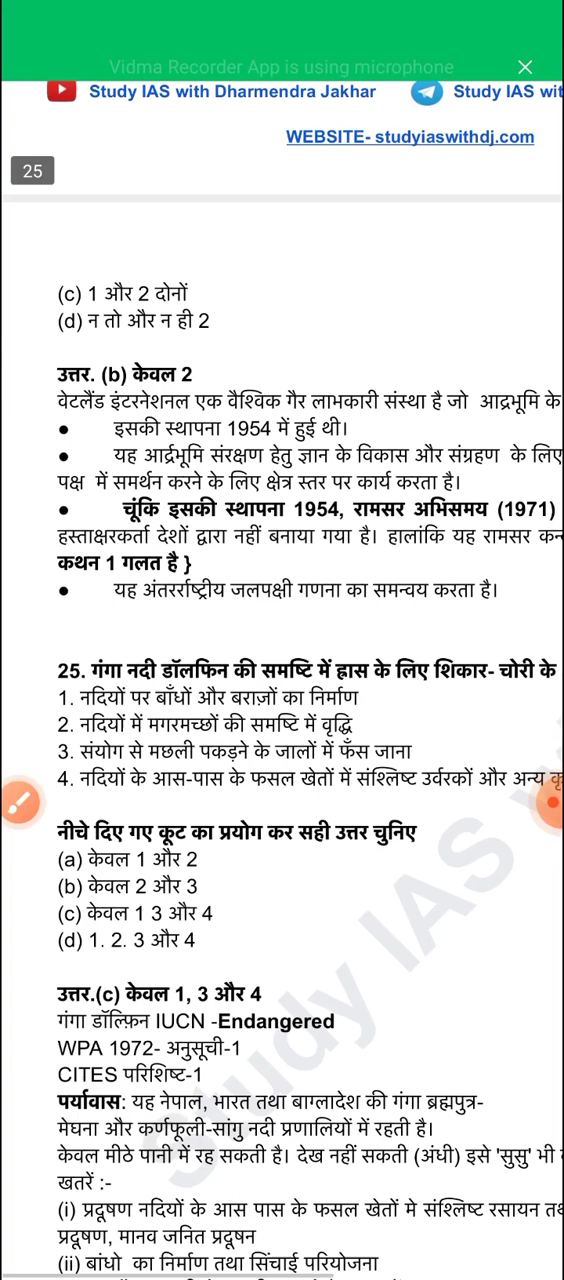 Vidma Recorder App is using microphone
Study IAS with Dharmendra Jakhar Study IAS wit
WEBSITE- studyiaswithdj.com
25
(c) 1 और 2 दोनों
(d) न तो और न ही 2
उत्तर. (b) केवल 2
वेटलैंड इंटरनेशनल एक वैश्विक गैर लाभकारी संस्था है जो आद्रभूमि के
• इसकी स्थापना 1954 में हुई थी।
• यह आर्द्रभूमि संरक्षण हेतु ज्ञान के विकास और संग्रहण के लिए
पक्ष में समर्थन करने के लिए क्षेत्र स्तर पर कार्य करता है।
• चूंकि इसकी स्थापना 1954, रामसर अभिसमय (1971)
हस्ताक्षरकर्ता देशों द्वारा नहीं बनाया गया है। हालांकि यह रामसर
कथन 1 गलत है }
• यह अंतरर्राष्ट्रीय जलपक्षी गणना का समन्वय करता है।
25. गंगा नदी डॉलफिन की समष्टि में ह्रास के लिए शिकार- चोरी के
1. नदियों पर बाँधों और बराज़ों का निर्माण
2. नदियों में मगरमच्छों की समष्टि में वृद्धि
3. संयोग से मछली पकड़ने के जालों में फँस जाना
4. नदियों के आस-पास के फसल खेतों में संश्लिष्ट उर्वरकों और अन्य
नीचे दिए गए कूट का प्रयोग कर सही उत्तर चुनिए
(a) केवल 1 और 2
(b) केवल 2 और 3
(c) केवल 1 3 और 4
(d) 1. 2. 3 और 4
उत्तर.(c) केवल 1, 3 और 4
गंगा डॉल्फ़िन IUCN -Endangered
WPA 1972- अनुसूची-1
CITES परिशिष्ट-1
पर्यावास: यह नेपाल, भारत तथा बाग्लादेश की गंगा ब्रह्मपुत्र-
मेघना और कर्णफूली-सांगु नदी प्रणालियों में रहती है।
केवल मीठे पानी में रह सकती है। देख नहीं सकती (अंधी) इसे 'सुसु' भी
खतरें :-
(i) प्रदूषण नदियों के आस पास के फसल खेतों मे संश्लिष्ट रसायन
प्रदूषण, मानव जनित प्रदूषन
(ii) बांधो का निर्माण तथा सिंचाई परियोजना
Study IAS